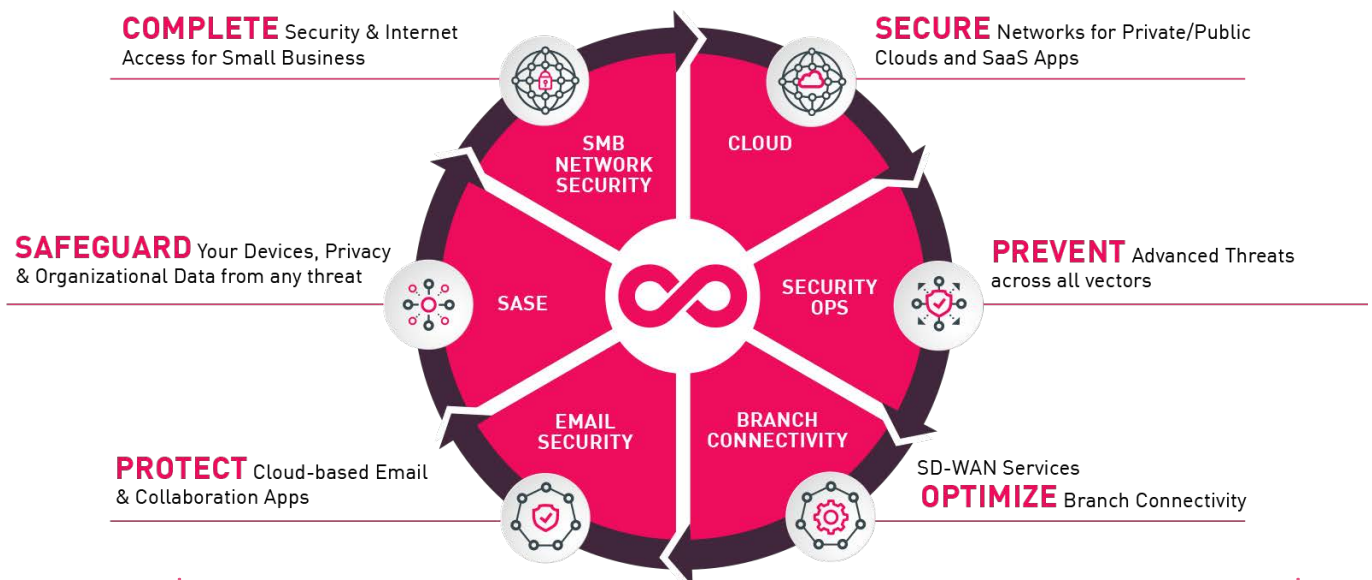 COMPLETE Security & Internet
Access for Small Business
SECURE Networks for Private/Public
Clouds and SaaS Apps
SMB
NETWORK
SECURITY
CLOUD
SAFEGUARD Your Devices, Privacy
& Organizational Data from any threat
SASE
SECURITY
OPS
PREVENT Advanced Threats
across all vectors
EMAIL
SECURITY
BRANCH
CONNECTIVITY
PROTECT Cloud-based Email
& Collaboration Apps
SD-WAN Services
OPTIMIZE Branch Connectivity